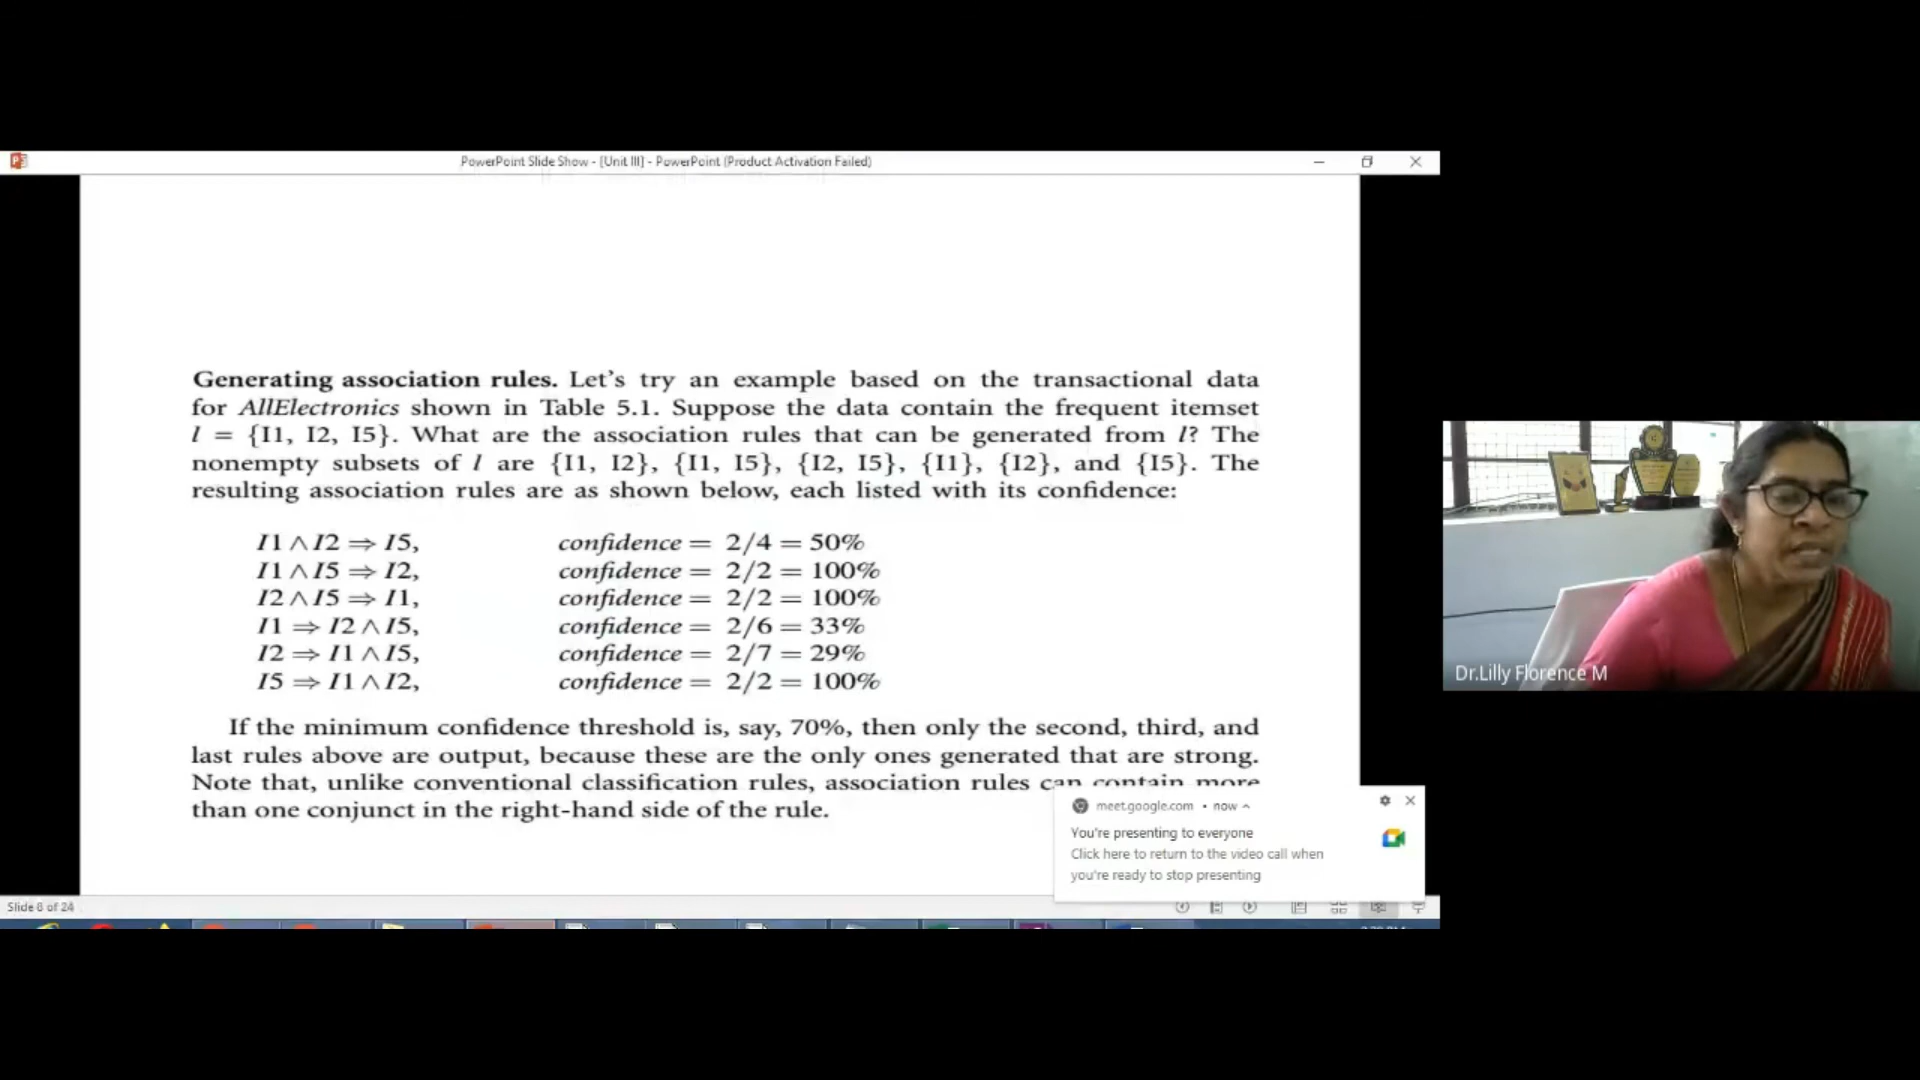 PowerPoint Slide Show - [Unit III] - PowerPoint (Product Activation Failed)
Generating association rules. Let's try an example based on the transactional data
for AllElectronics shown in Table 5.1. Suppose the data contain the frequent itemset
l = {I1, I2, I5}. What are the association rules that can be generated from l? The
nonempty subsets of l are {I1, I2}, {I1, I5}, {I2, I5}, {I1}, {I2}, and {I5}. The
resulting association rules are as shown below, each listed with its confidence:
I1 ∧ I2 ⇒ I5, confidence = 2/4 = 50%
I1 ∧ I5 ⇒ I2, confidence = 2/2 = 100%
I2 ∧ I5 ⇒ I1, confidence = 2/2 = 100%
I1 ⇒ I2 ∧ I5, confidence = 2/6 = 33%
I2 ⇒ I1 ∧ I5, confidence = 2/7 = 29%
I5 ⇒ I1 ∧ I2, confidence = 2/2 = 100%
If the minimum confidence threshold is, say, 70%, then only the second, third, and
last rules above are output, because these are the only ones generated that are strong.
Note that, unlike conventional classification rules, association rules can contain more
than one conjunct in the right-hand side of the rule.
meet.google.com • now
You're presenting to everyone
Click here to return to the video call when
you're ready to stop presenting
Slide 8 of 24
Dr.Lilly Florence M